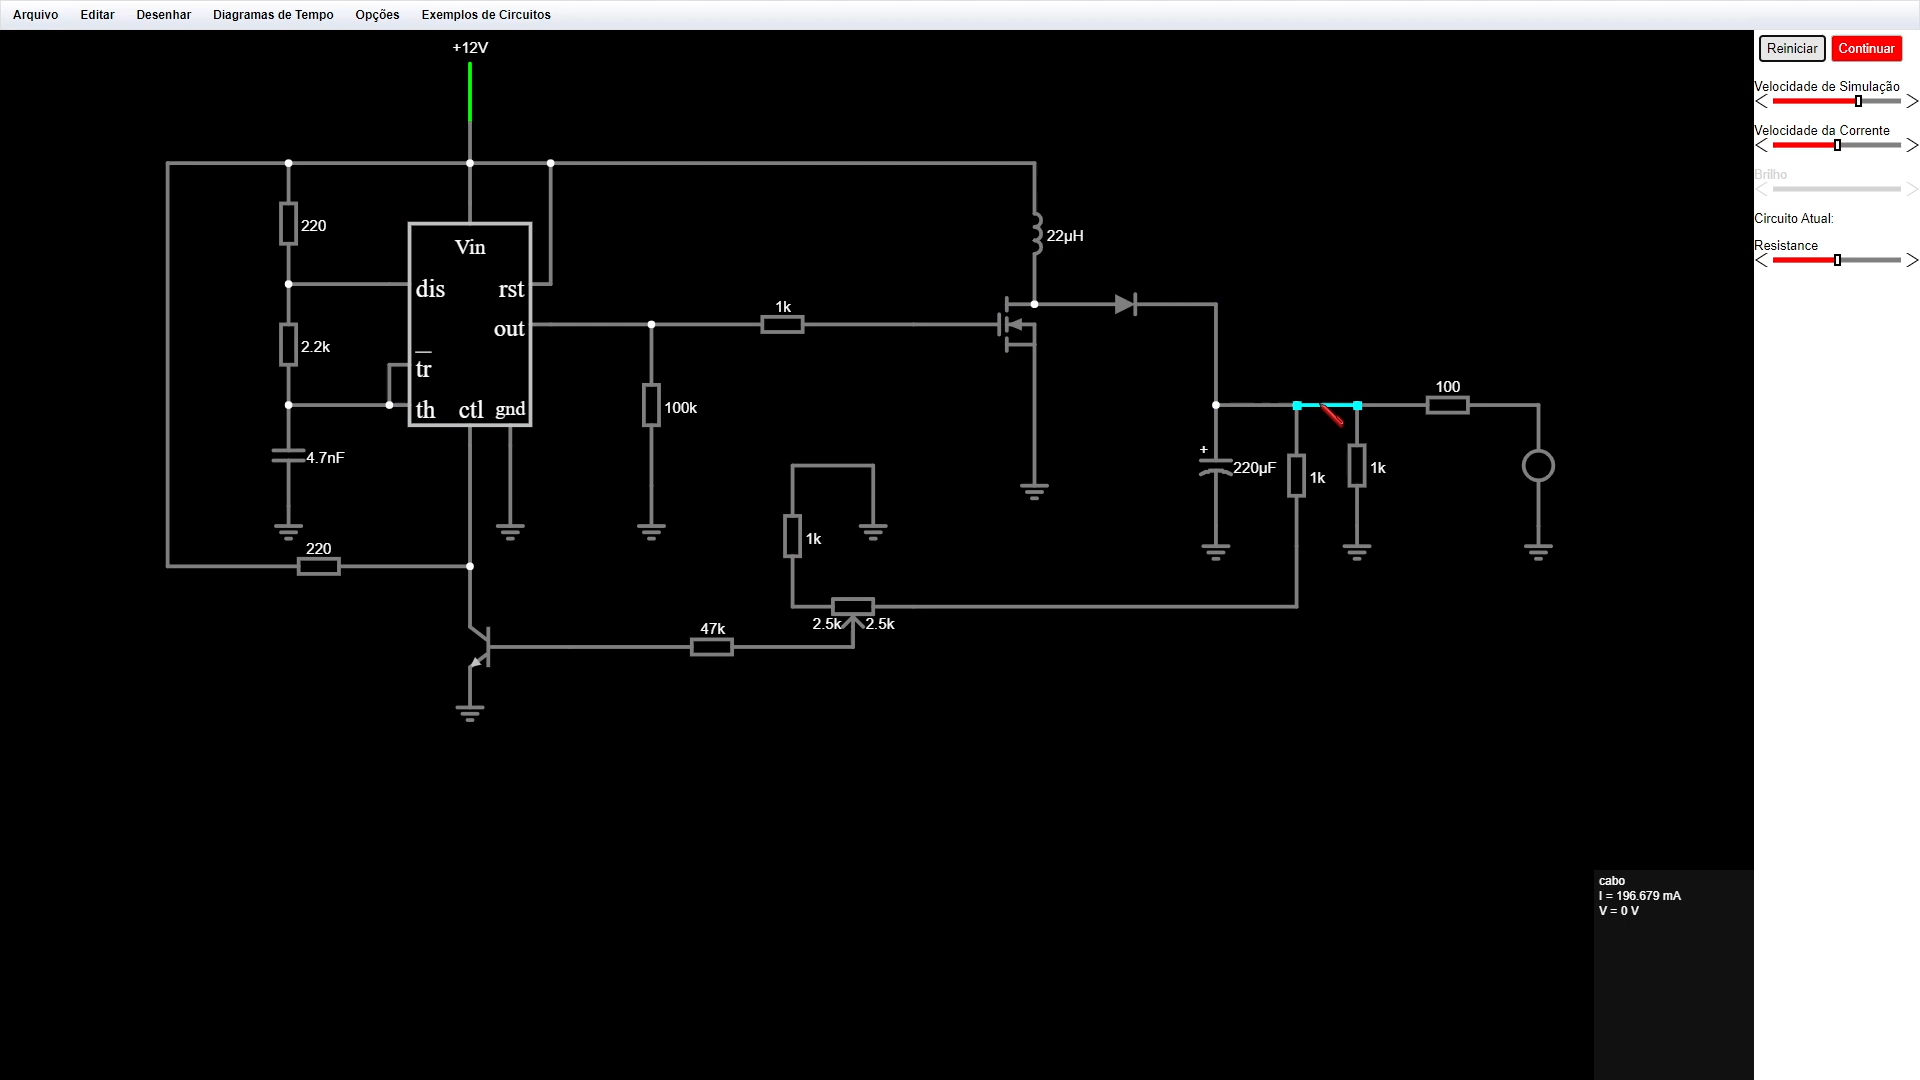 Arquivo Editar Desenhar Diagramas de Tempo Opções Exemplos de Circuitos
Reiniciar Continuar
Velocidade de Simulação
Velocidade da Corrente
Brilho
Circuito Atual:
Resistance
+12V
220
Vin
22µH
dis rst
1k
out
2.2k
tr
100
th ctl gnd
100k
4.7nF
+
220µF
1k
1k
1k
220
2.5k 2.5k
47k
cabo
I = 196.679 mA
V = 0 V